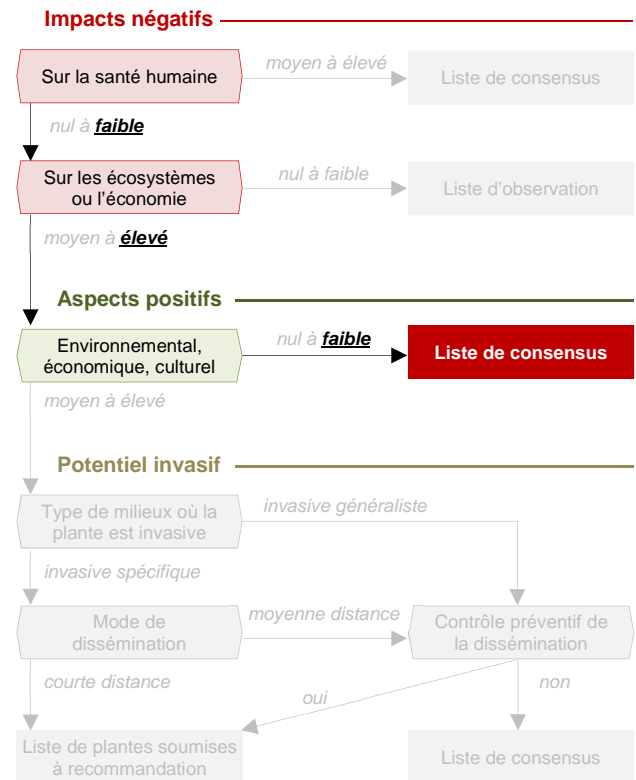 Impacts négatifs
Sur la santé humaine
moyen à élevé
Liste de consensus
nul à faible
Sur les écosystèmes
ou l'économie
nul à faible
Liste d'observation
moyen à élevé
Aspects positifs
Environnemental,
économique, culturel
nul à faible
Liste de consensus
moyen à élevé
Potentiel invasif
Type de milieux où la
plante est invasive
invasive généraliste
invasive spécifique
Mode de
dissémination
moyenne distance
Contrôle préventif de
la dissémination
courte distance
oui
non
Liste de plantes soumises
à recommandation
Liste de consensus